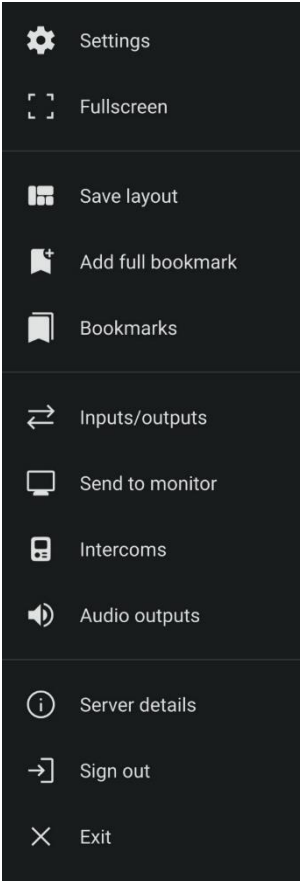 Settings
Fullscreen
Save layout
Add full bookmark
Bookmarks
Inputs/outputs
Send to monitor
Intercoms
Audio outputs
Server details
Sign out
Exit